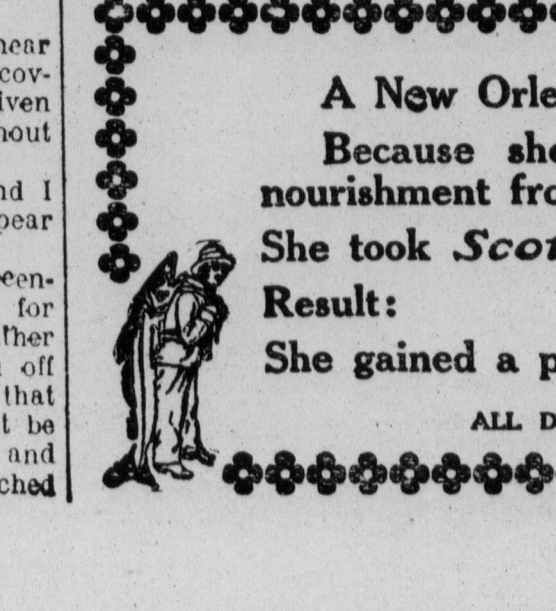 near
cov-
iven
hout
nd I
pear
een-
for
ther
off
that
t be
and
ched
A New Orle
Because she
nourishment fro
She took Scot
Result:
She gained a p
ALL D